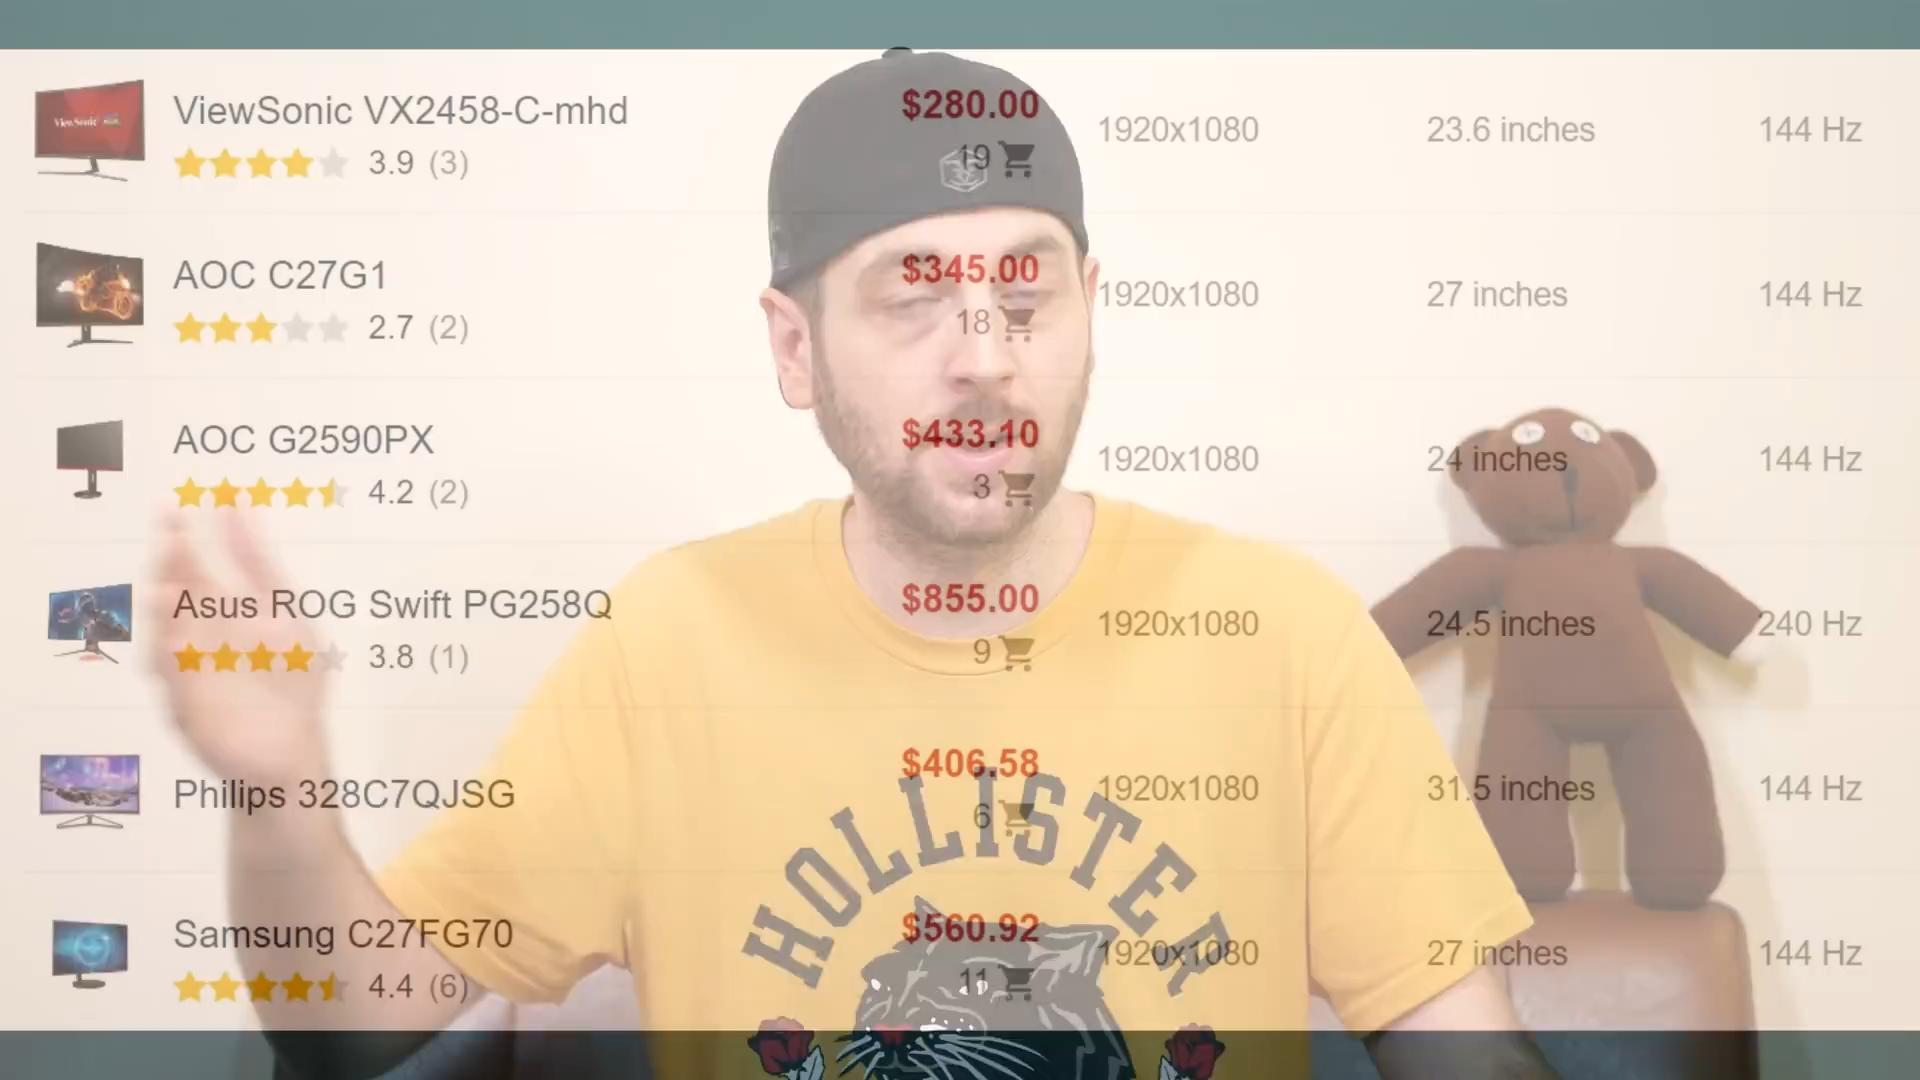 ViewSonic VX2458-C-mhd
3.9 (3)
$280.00
19
1920x1080
23.6 inches
144 Hz
AOC C27G1
2.7 (2)
$345.00
18
1920x1080
27 inches
144 Hz
AOC G2590PX
4.2 (2)
$433.10
3
1920x1080
24 inches
144 Hz
Asus ROG Swift PG258Q
3.8 (1)
$855.00
9
1920x1080
24.5 inches
240 Hz
Philips 328C7QJSG
$406.58
6
1920x1080
31.5 inches
144 Hz
Samsung C27FG70
4.4 (6)
$560.92
11
1920x1080
27 inches
144 Hz
HOLLISTER